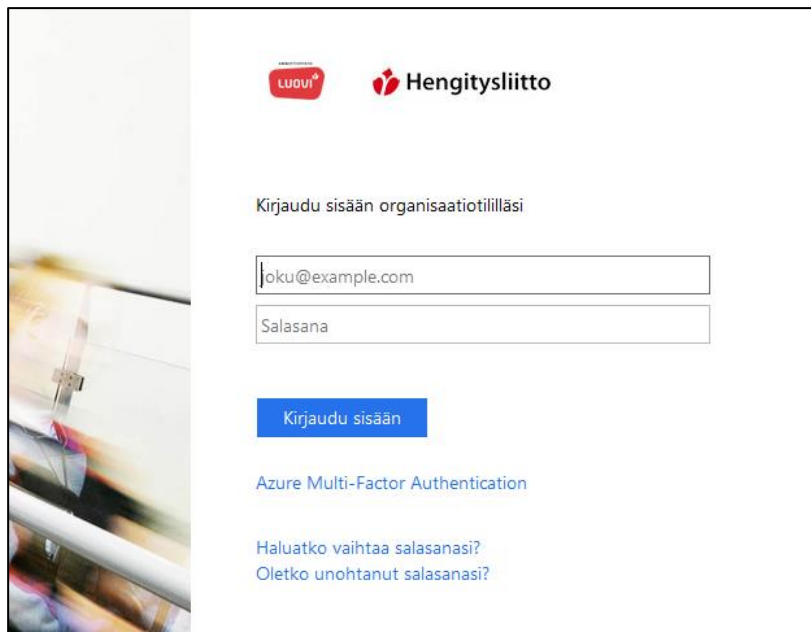 LUOVI
Hengitysliitto
Kirjaudu sisään organisaatiotililläsi
joku@example.com
Salasana
Kirjaudu sisään
Azure Multi-Factor Authentication
Haluatko vaihtaa salasanasi?
Oletko unohtanut salasanasi?